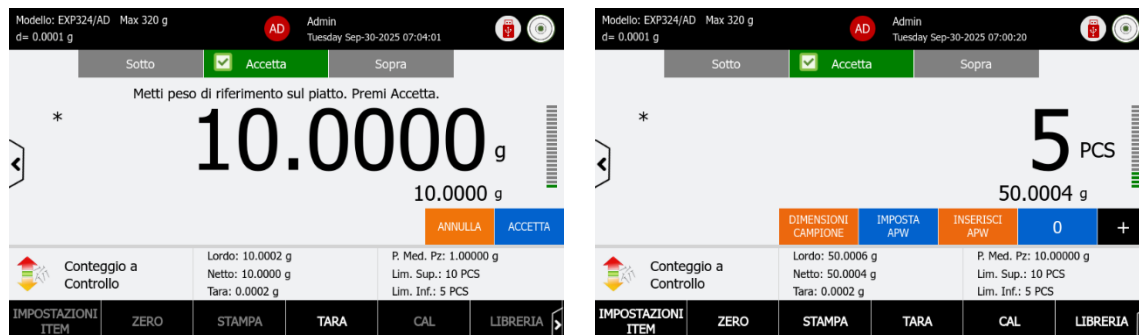 Modello: EXP324/AD Max 320 g
d= 0.0001 g
AD
Admin
Tuesday Sep-30-2025 07:04:01
Sotto
Accetta
Sopra
Metti peso di riferimento sul piatto. Premi Accetta.
*
10.0000 g
10.0000 g
ANNULLA
ACCETTA
Conteggio a
Controllo
Lordo: 10.0002 g
Netto: 10.0000 g
Tara: 0.0002 g
P. Med. Pz: 1.00000 g
Lim. Sup.: 10 PCS
Lim. Inf.: 5 PCS
IMPOSTAZIONI
ITEM
ZERO
STAMPA
TARA
CAL
LIBRERIA
Modello: EXP324/AD Max 320 g
d= 0.0001 g
AD
Admin
Tuesday Sep-30-2025 07:00:20
Sotto
Accetta
Sopra
*
5 PCS
50.0004 g
DIMENSIONI
CAMPIONE
IMPOSTA
APW
INSERISCI
APW
0
+
Conteggio a
Controllo
Lordo: 50.0006 g
Netto: 50.0004 g
Tara: 0.0002 g
P. Med. Pz: 10.00000 g
Lim. Sup.: 10 PCS
Lim. Inf.: 5 PCS
IMPOSTAZIONI
ITEM
ZERO
STAMPA
TARA
CAL
LIBRERIA